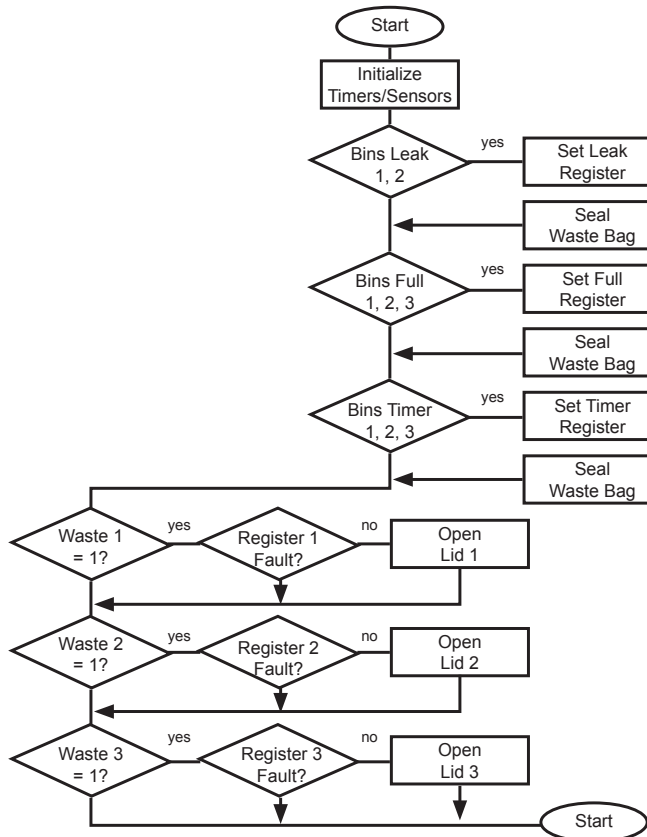 Start
Initialize
Timers/Sensors
Bins Leak
1, 2
yes
Set Leak
Register
Seal
Waste Bag
Bins Full
1, 2, 3
yes
Set Full
Register
Seal
Waste Bag
Bins Timer
1, 2, 3
yes
Set Timer
Register
Seal
Waste Bag
Waste 1
= 1?
yes
Register 1
Fault?
no
Open
Lid 1
Waste 2
= 1?
yes
Register 2
Fault?
no
Open
Lid 2
Waste 3
= 1?
yes
Register 3
Fault?
no
Open
Lid 3
Start